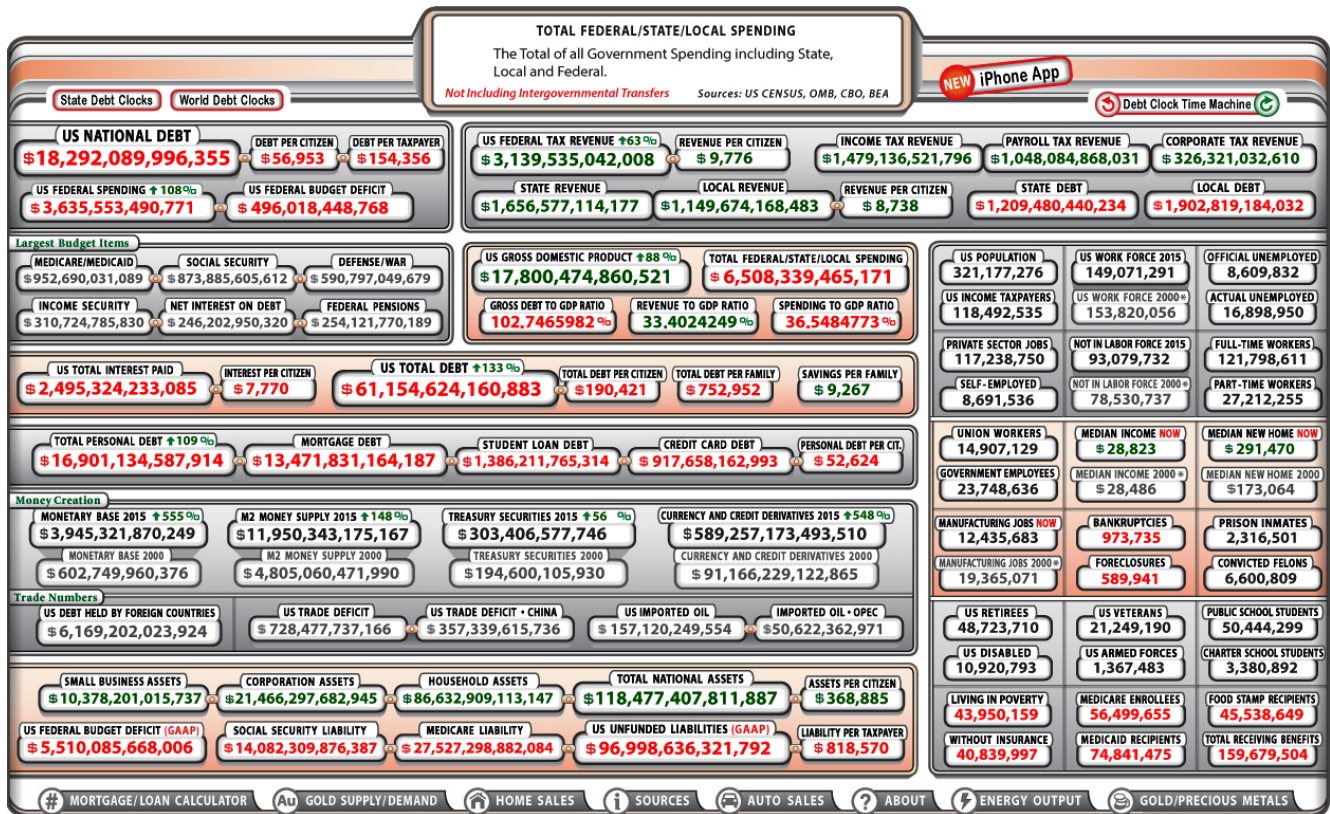 TOTAL FEDERAL/STATE/LOCAL SPENDING
The Total of all Government Spending including State,
Local and Federal.
Not Including Intergovernmental Transfers Sources: US CENSUS, OMB, CBO, BEA
NEW iPhone App
State Debt Clocks World Debt Clocks
Debt Clock Time Machine
US NATIONAL DEBT DEBT PER CITIZEN DEBT PER TAXPAYER
$18,292,089,996,355 $56,953 $154,356
US FEDERAL SPENDING 108% US FEDERAL BUDGET DEFICIT
$3,635,553,490,771 $496,018,448,768
US FEDERAL TAX REVENUE 63% REVENUE PER CITIZEN INCOME TAX REVENUE PAYROLL TAX REVENUE CORPORATE TAX REVENUE
$3,139,535,042,008 $9,776 $1,479,136,521,796 $1,048,084,868,031 $326,321,032,610
STATE REVENUE LOCAL REVENUE REVENUE PER CITIZEN STATE DEBT LOCAL DEBT
$1,656,577,114,177 $1,149,674,168,483 $8,738 $1,209,480,440,234 $1,902,819,184,032
Largest Budget Items
MEDICARE/MEDICAID SOCIAL SECURITY DEFENSE/WAR
$952,690,031,089 $873,885,605,612 $590,797,049,679
INCOME SECURITY NET INTEREST ON DEBT FEDERAL PENSIONS
$310,724,785,830 $246,202,950,320 $254,121,770,189
US GROSS DOMESTIC PRODUCT 88% TOTAL FEDERAL/STATE/LOCAL SPENDING
$17,800,474,860,521 $6,508,339,465,171
GROSS DEBT TO GDP RATIO REVENUE TO GDP RATIO SPENDING TO GDP RATIO
102.7465982% 33.4024249% 36.5484773%
US TOTAL INTEREST PAID INTEREST PER CITIZEN US TOTAL DEBT 133% TOTAL DEBT PER CITIZEN TOTAL DEBT PER FAMILY SAVINGS PER FAMILY
$2,495,324,233,085 $7,770 $61,154,624,160,883 $190,421 $752,952 $9,267
TOTAL PERSONAL DEBT 109% MORTGAGE DEBT STUDENT LOAN DEBT CREDIT CARD DEBT PERSONAL DEBT PER CIT.
$16,901,134,587,914 $13,471,831,164,187 $1,386,211,765,314 $917,658,162,993 $52,624
Money Creation
MONETARY BASE 2015 555% M2 MONEY SUPPLY 2015 148% TREASURY SECURITIES 2015 56 % CURRENCY AND CREDIT DERIVATIVES 2015 548%
$3,945,321,870,249 $11,950,343,175,167 $303,406,577,746 $589,257,173,493,510
MONETARY BASE 2000 M2 MONEY SUPPLY 2000 TREASURY SECURITIES 2000 CURRENCY AND CREDIT DERIVATIVES 2000
$602,749,960,376 $4,805,060,471,990 $194,600,105,930 $91,166,229,122,865
Trade Numbers
US DEBT HELD BY FOREIGN COUNTRIES US TRADE DEFICIT US TRADE DEFICIT • CHINA US IMPORTED OIL IMPORTED OIL • OPEC
$6,169,202,023,924 $728,477,737,166 $357,339,615,736 $157,120,249,554 $50,622,362,971
SMALL BUSINESS ASSETS CORPORATION ASSETS HOUSEHOLD ASSETS TOTAL NATIONAL ASSETS ASSETS PER CITIZEN
$10,378,201,015,737 $21,466,297,682,945 $86,632,909,113,147 $118,477,407,811,887 $368,885
US FEDERAL BUDGET DEFICIT (GAAP) SOCIAL SECURITY LIABILITY MEDICARE LIABILITY US UNFUNDED LIABILITIES (GAAP) LIABILITY PER TAXPAYER
$5,510,085,668,006 $14,082,309,876,387 $27,527,298,882,084 $96,998,636,321,792 $818,570
US POPULATION US WORK FORCE 2015 OFFICIAL UNEMPLOYED
321,177,276 149,071,291 8,609,832
US INCOME TAXPAYERS US WORK FORCE 2000* ACTUAL UNEMPLOYED
118,492,535 153,820,056 16,898,950
PRIVATE SECTOR JOBS NOT IN LABOR FORCE 2015 FULL-TIME WORKERS
117,238,750 93,079,732 121,798,611
SELF-EMPLOYED NOT IN LABOR FORCE 2000* PART-TIME WORKERS
8,691,536 78,530,737 27,212,255
UNION WORKERS MEDIAN INCOME NOW MEDIAN NEW HOME NOW
14,907,129 $28,823 $291,470
GOVERNMENT EMPLOYEES MEDIAN INCOME 2000* MEDIAN NEW HOME 2000
23,748,636 $28,486 $173,064
MANUFACTURING JOBS NOW BANKRUPTCIES PRISON INMATES
12,435,683 973,735 2,316,501
MANUFACTURING JOBS 2000* FORECLOSURES CONVICTED FELONS
19,365,071 589,941 6,600,809
US RETIREES US VETERANS PUBLIC SCHOOL STUDENTS
48,723,710 21,249,190 50,444,299
US DISABLED US ARMED FORCES CHARTER SCHOOL STUDENTS
10,920,793 1,367,483 3,380,892
LIVING IN POVERTY MEDICARE ENROLLEES FOOD STAMP RECIPIENTS
43,950,159 56,499,655 45,538,649
WITHOUT INSURANCE MEDICAID RECIPIENTS TOTAL RECEIVING BENEFITS
40,839,997 74,841,475 159,679,504
# MORTGAGE/LOAN CALCULATOR Au GOLD SUPPLY/DEMAND HOME SALES i SOURCES AUTO SALES ? ABOUT ENERGY OUTPUT GOLD/PRECIOUS METALS